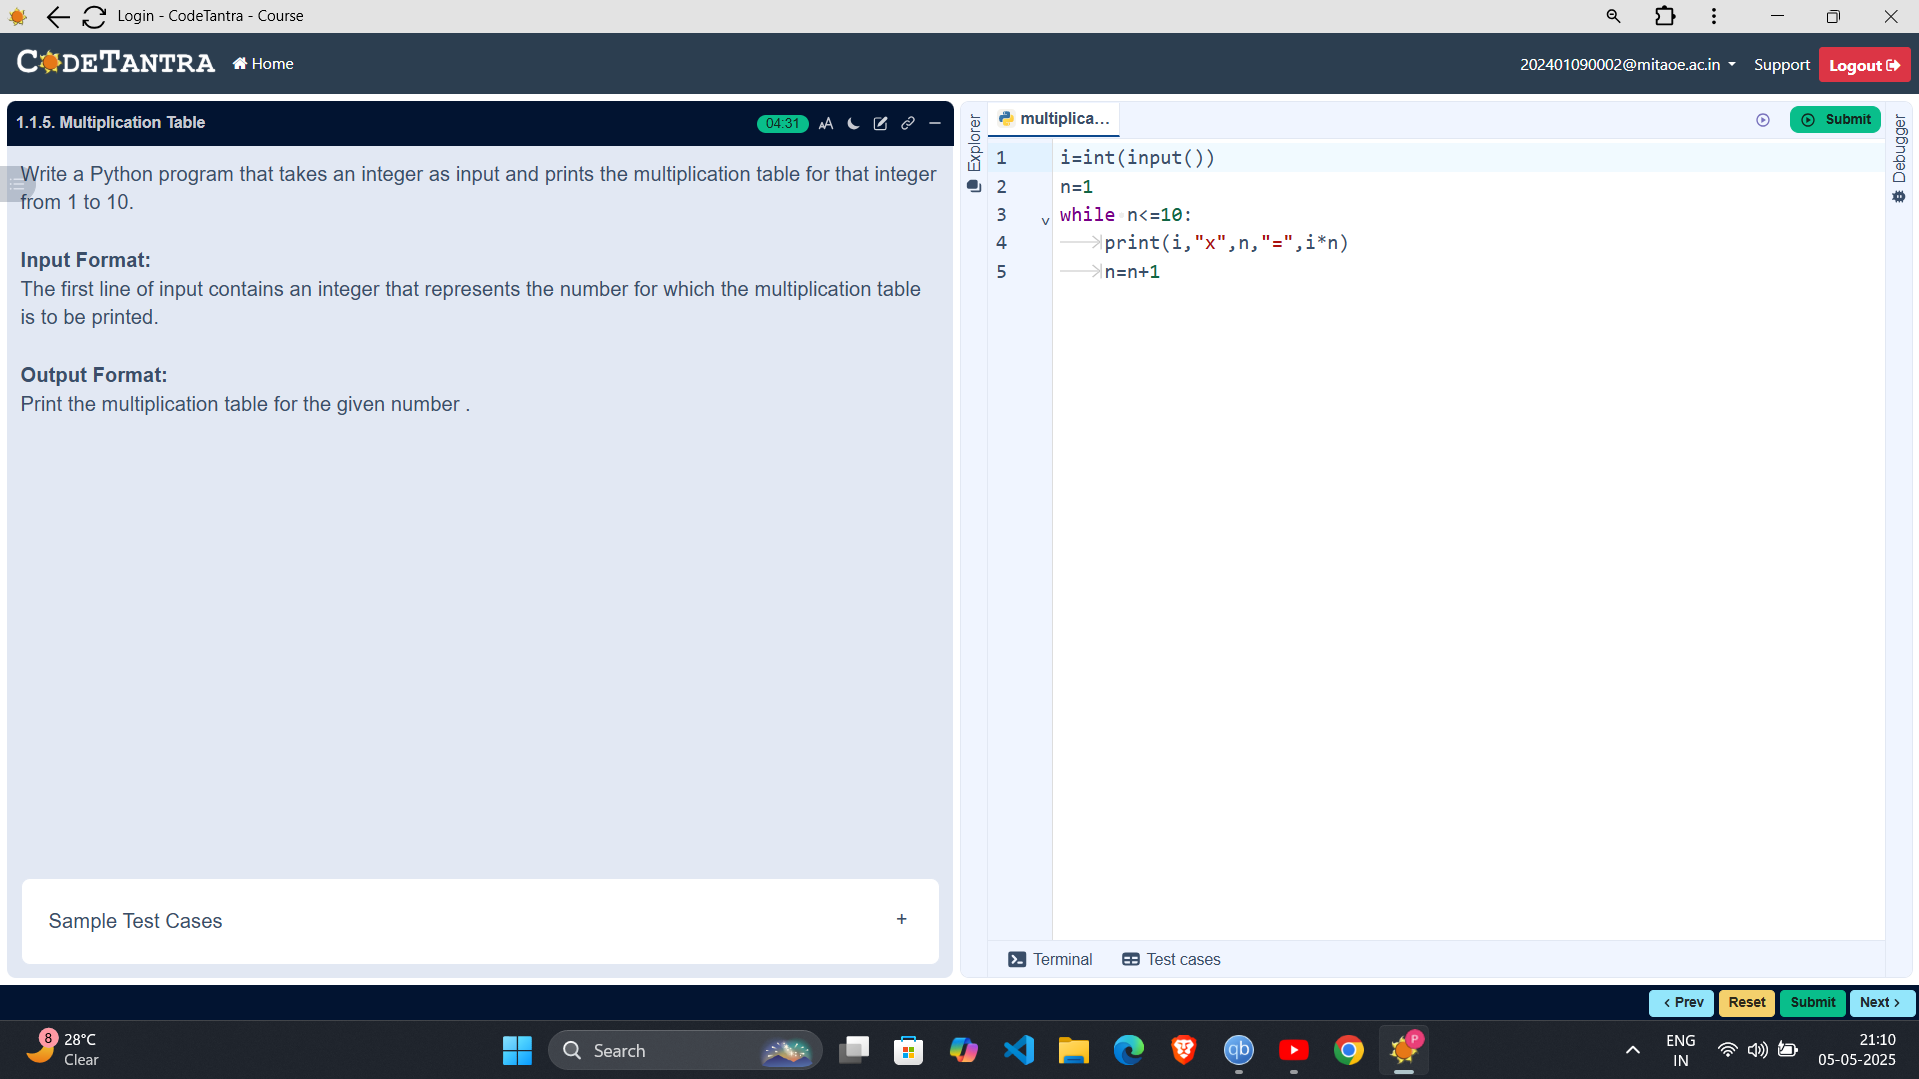 Login - CodeTantra - Course
CODETANTRA
Home
202401090002@mitaoe.ac.in
Support
Logout
1.1.5. Multiplication Table
04:31
AA
Write a Python program that takes an integer as input and prints the multiplication table for that integer
from 1 to 10.
Input Format:
The first line of input contains an integer that represents the number for which the multiplication table
is to be printed.
Output Format:
Print the multiplication table for the given number .
Sample Test Cases
+
Explorer
multiplica...
Submit
Debugger
1 i=int(input())
2 n=1
3 while n<=10:
4 print(i,"x",n,"=",i*n)
5 n=n+1
Terminal
Test cases
< Prev
Reset
Submit
Next >
8
28°C
Clear
Search
qb
P
ENG
IN
21:10
05-05-2025